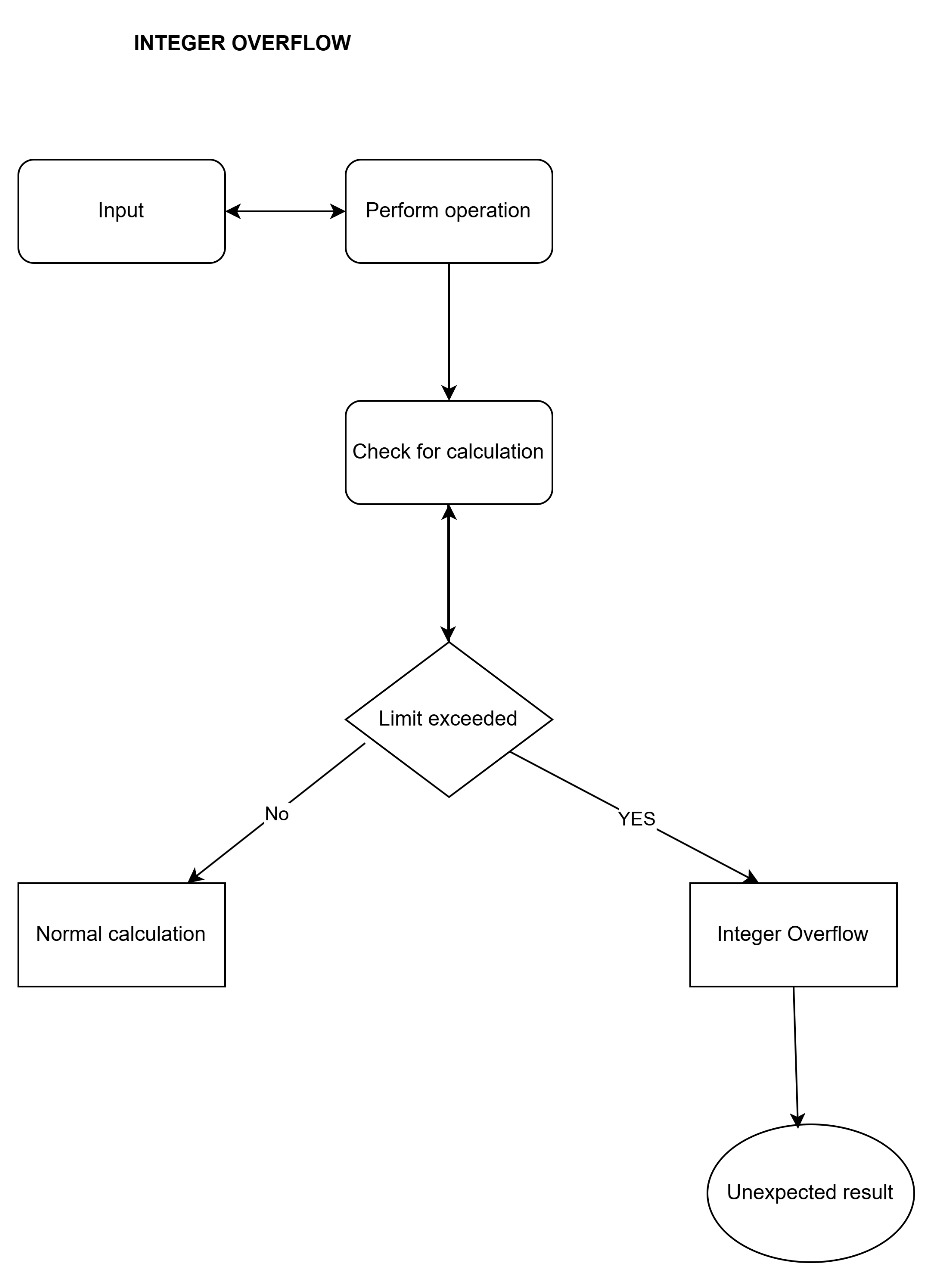 INTEGER OVERFLOW
Input
Perform operation
Check for calculation
Limit exceeded
No
YES
Normal calculation
Integer Overflow
Unexpected result